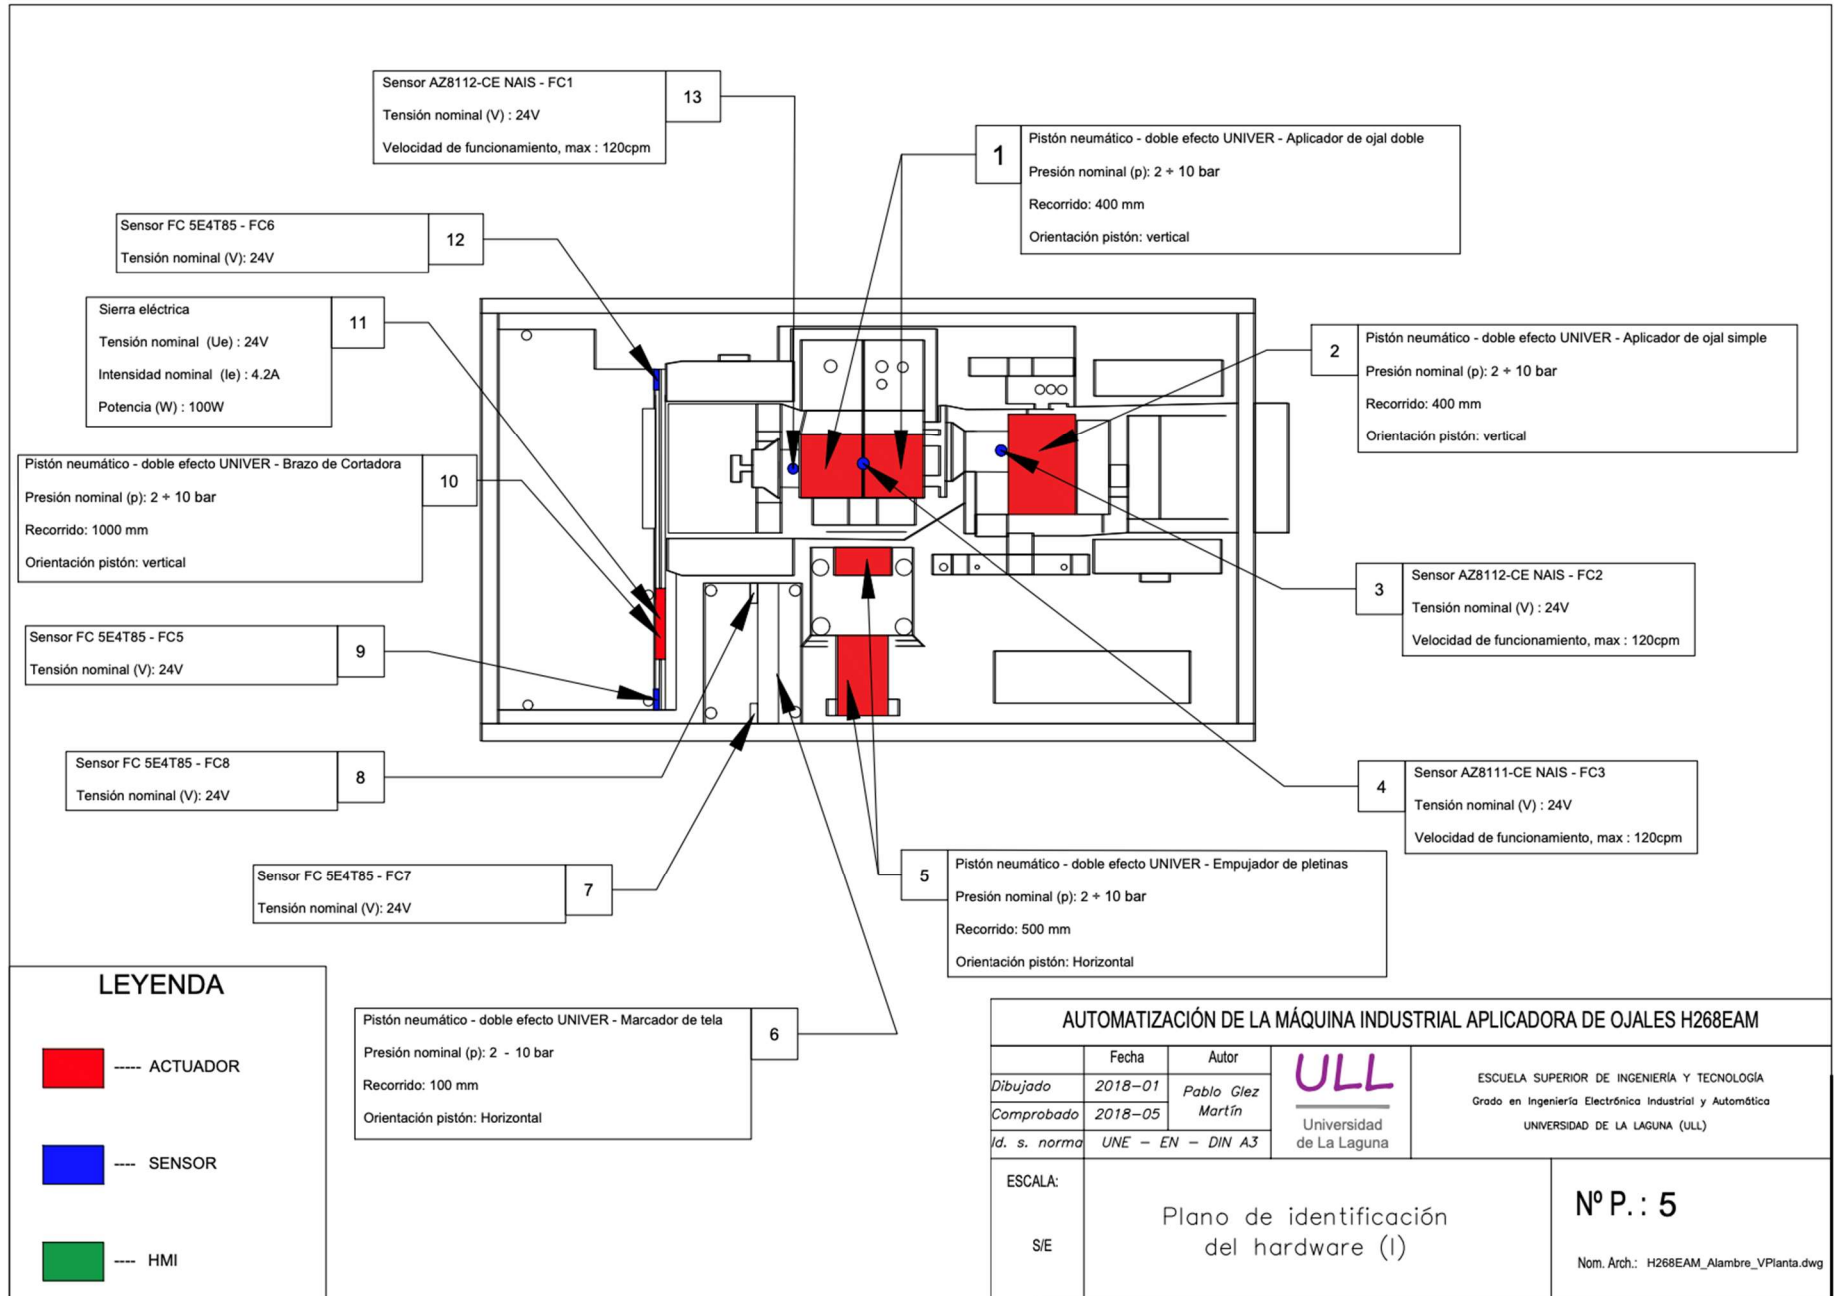 Sensor AZ8112-CE NAIS - FC1
Tensión nominal (V) : 24V
Velocidad de funcionamiento, max : 120cpm
13
1
Pistón neumático - doble efecto UNIVER - Aplicador de ojal doble
Presión nominal (p): 2 ÷ 10 bar
Recorrido: 400 mm
Orientación pistón: vertical
Sensor FC 5E4T85 - FC6
Tensión nominal (V): 24V
12
Sierra eléctrica
Tensión nominal (Ue) : 24V
Intensidad nominal (Ie) : 4.2A
Potencia (W) : 100W
11
2
Pistón neumático - doble efecto UNIVER - Aplicador de ojal simple
Presión nominal (p): 2 ÷ 10 bar
Recorrido: 400 mm
Orientación pistón: vertical
Pistón neumático - doble efecto UNIVER - Brazo de Cortadora
Presión nominal (p): 2 ÷ 10 bar
Recorrido: 1000 mm
Orientación pistón: vertical
10
3
Sensor AZ8112-CE NAIS - FC2
Tensión nominal (V) : 24V
Velocidad de funcionamiento, max : 120cpm
Sensor FC 5E4T85 - FC5
Tensión nominal (V): 24V
9
Sensor FC 5E4T85 - FC8
Tensión nominal (V): 24V
8
4
Sensor AZ8111-CE NAIS - FC3
Tensión nominal (V) : 24V
Velocidad de funcionamiento, max : 120cpm
Sensor FC 5E4T85 - FC7
Tensión nominal (V): 24V
7
5
Pistón neumático - doble efecto UNIVER - Empujador de pletinas
Presión nominal (p): 2 ÷ 10 bar
Recorrido: 500 mm
Orientación pistón: Horizontal
Pistón neumático - doble efecto UNIVER - Marcador de tela
Presión nominal (p): 2 - 10 bar
Recorrido: 100 mm
Orientación pistón: Horizontal
6
LEYENDA
---- ACTUADOR
---- SENSOR
---- HMI
AUTOMATIZACIÓN DE LA MÁQUINA INDUSTRIAL APLICADORA DE OJALES H268EAM
Fecha
Autor
Dibujado
2018-01
Pablo Glez
Martín
Comprobado
2018-05
Id. s. norma
UNE - EN - DIN A3
ULL
Universidad
de La Laguna
ESCUELA SUPERIOR DE INGENIERÍA Y TECNOLOGÍA
Grado en Ingeniería Electrónica Industrial y Automática
UNIVERSIDAD DE LA LAGUNA (ULL)
ESCALA:
S/E
Plano de identificación
del hardware (I)
Nº P. : 5
Nom. Arch.: H268EAM_Alambre_VPlanta.dwg